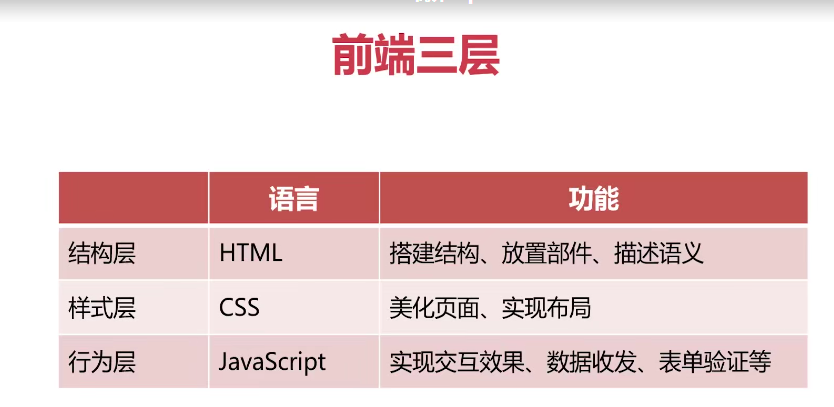 前端三层
语言 功能
结构层 HTML 搭建结构、放置部件、描述语义
样式层 CSS 美化页面、实现布局
行为层 JavaScript 实现交互效果、数据收发、表单验证等